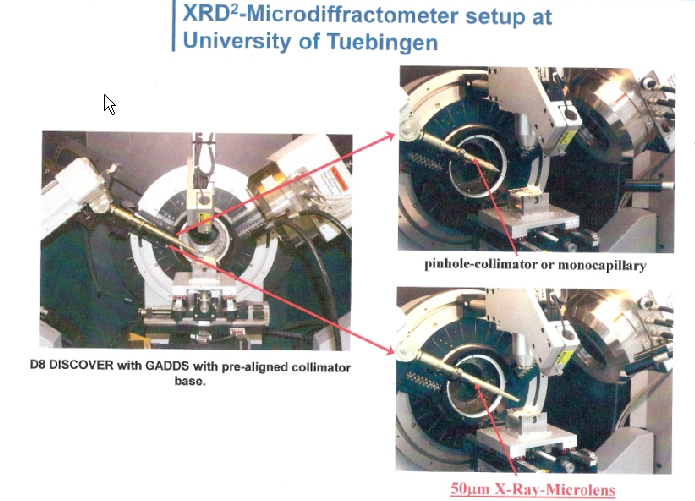 XRD²-Microdiffractometer setup at
University of Tuebingen
pinhole-collimator or monocapillary
D8 DISCOVER with GADDS with pre-aligned collimator
base.
50µm X-Ray-Microlens